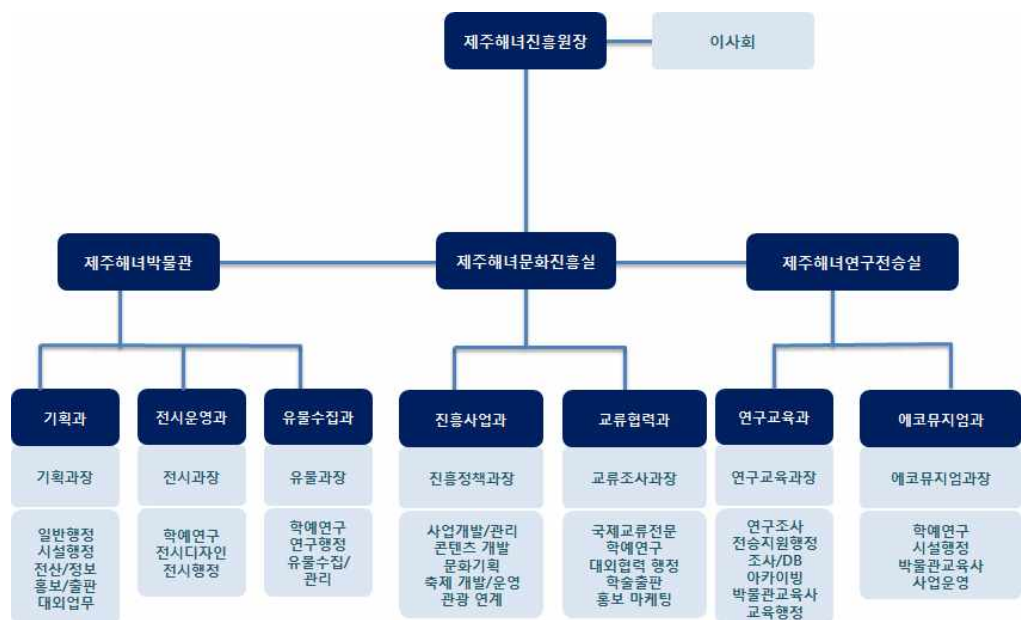 제주해녀진흥원장
이사회
제주해녀박물관
제주해녀문화진흥실
제주해녀연구전승실
기획과
전시운영과
유물수집과
진흥사업과
교류협력과
연구교육과
에코뮤지엄과
기획과장
전시과장
유물과장
진흥정책과장
교류조사과장
연구교육과장
에코뮤지엄과장
일반행정
시설행정
전산/정보
홍보/출판
대외업무
학예연구
전시디자인
전시행정
학예연구
연구행정
유물수집/
관리
사업개발/관리
콘텐츠 개발
문화기획
축제 개발/운영
관광 연계
국제교류전문
학예연구
대외협력 행정
학술출판
홍보 마케팅
연구조사
전승지원행정
조사/DB
아카이빙
박물관교육사
교육행정
학예연구
시설행정
박물관교육사
사업운영